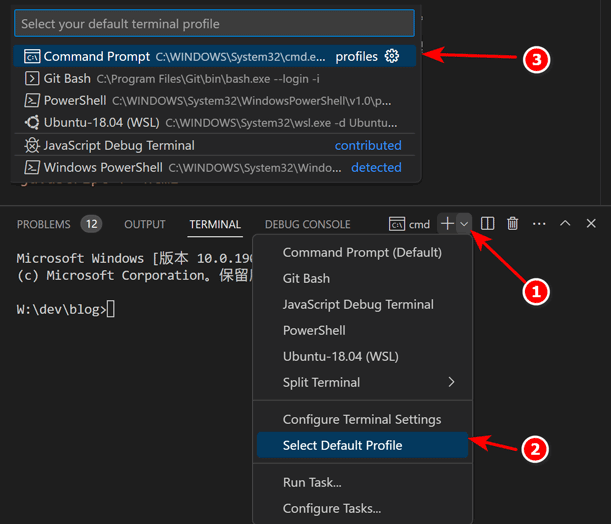 Select your default terminal profile
Command Prompt C:\WINDOWS\System32\cmd.e... profiles
Git Bash C:\Program Files\Git\bin\bash.exe --login -i
PowerShell C:\WINDOWS\System32\WindowsPowerShell\v1.0\p...
Ubuntu-18.04 (WSL) C:\WINDOWS\System32\wsl.exe -d Ubuntu...
JavaScript Debug Terminal contributed
Windows PowerShell C:\WINDOWS\System32\Windo... detected
3
PROBLEMS 12 OUTPUT TERMINAL DEBUG CONSOLE cmd
Microsoft Windows [版本 10.0.190
(c) Microsoft Corporation。保留
W:\dev\blog>
Command Prompt (Default)
Git Bash
JavaScript Debug Terminal
PowerShell
Ubuntu-18.04 (WSL)
Split Terminal
Configure Terminal Settings
Select Default Profile
Run Task...
Configure Tasks...
1
2